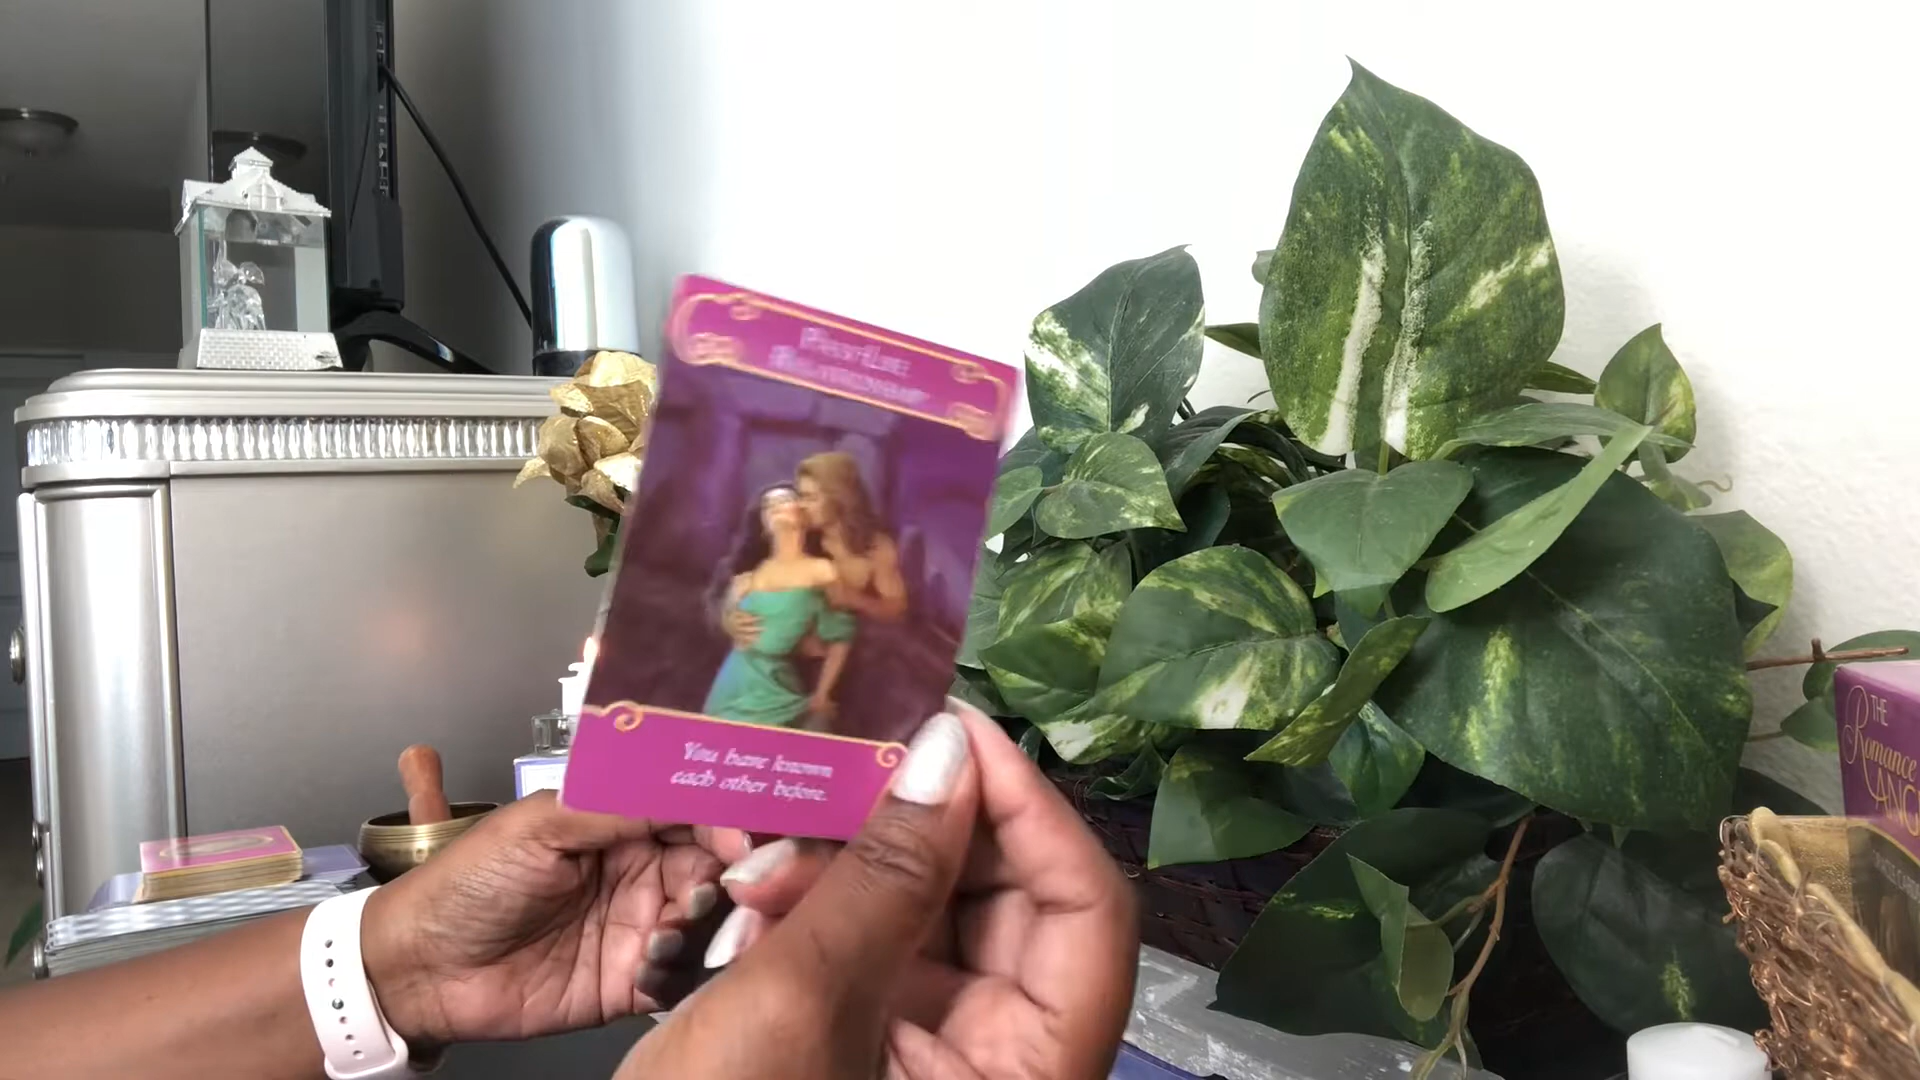 Past-Life
Relationship
You have known
each other before.
THE
Romance
ANG